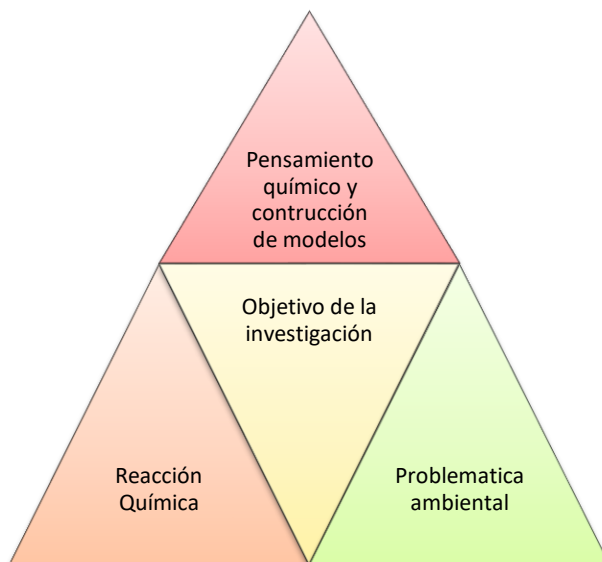 Pensamiento
químico y
contrucción
de modelos
Objetivo de la
investigación
Reacción
Química
Problematica
ambiental